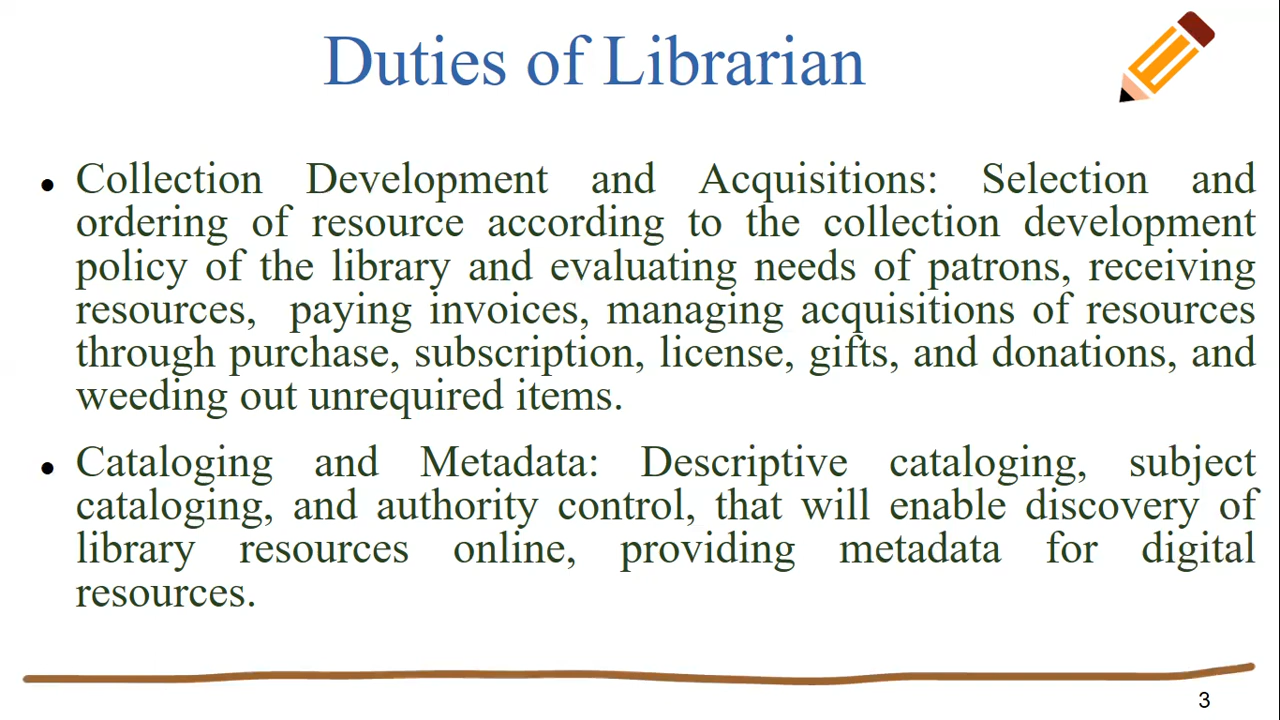 Duties of Librarian
• Collection Development and Acquisitions: Selection and
ordering of resource according to the collection development
policy of the library and evaluating needs of patrons, receiving
resources, paying invoices, managing acquisitions of resources
through purchase, subscription, license, gifts, and donations, and
weeding out unrequired items.
• Cataloging and Metadata: Descriptive cataloging, subject
cataloging, and authority control, that will enable discovery of
library resources online, providing metadata for digital
resources.
3